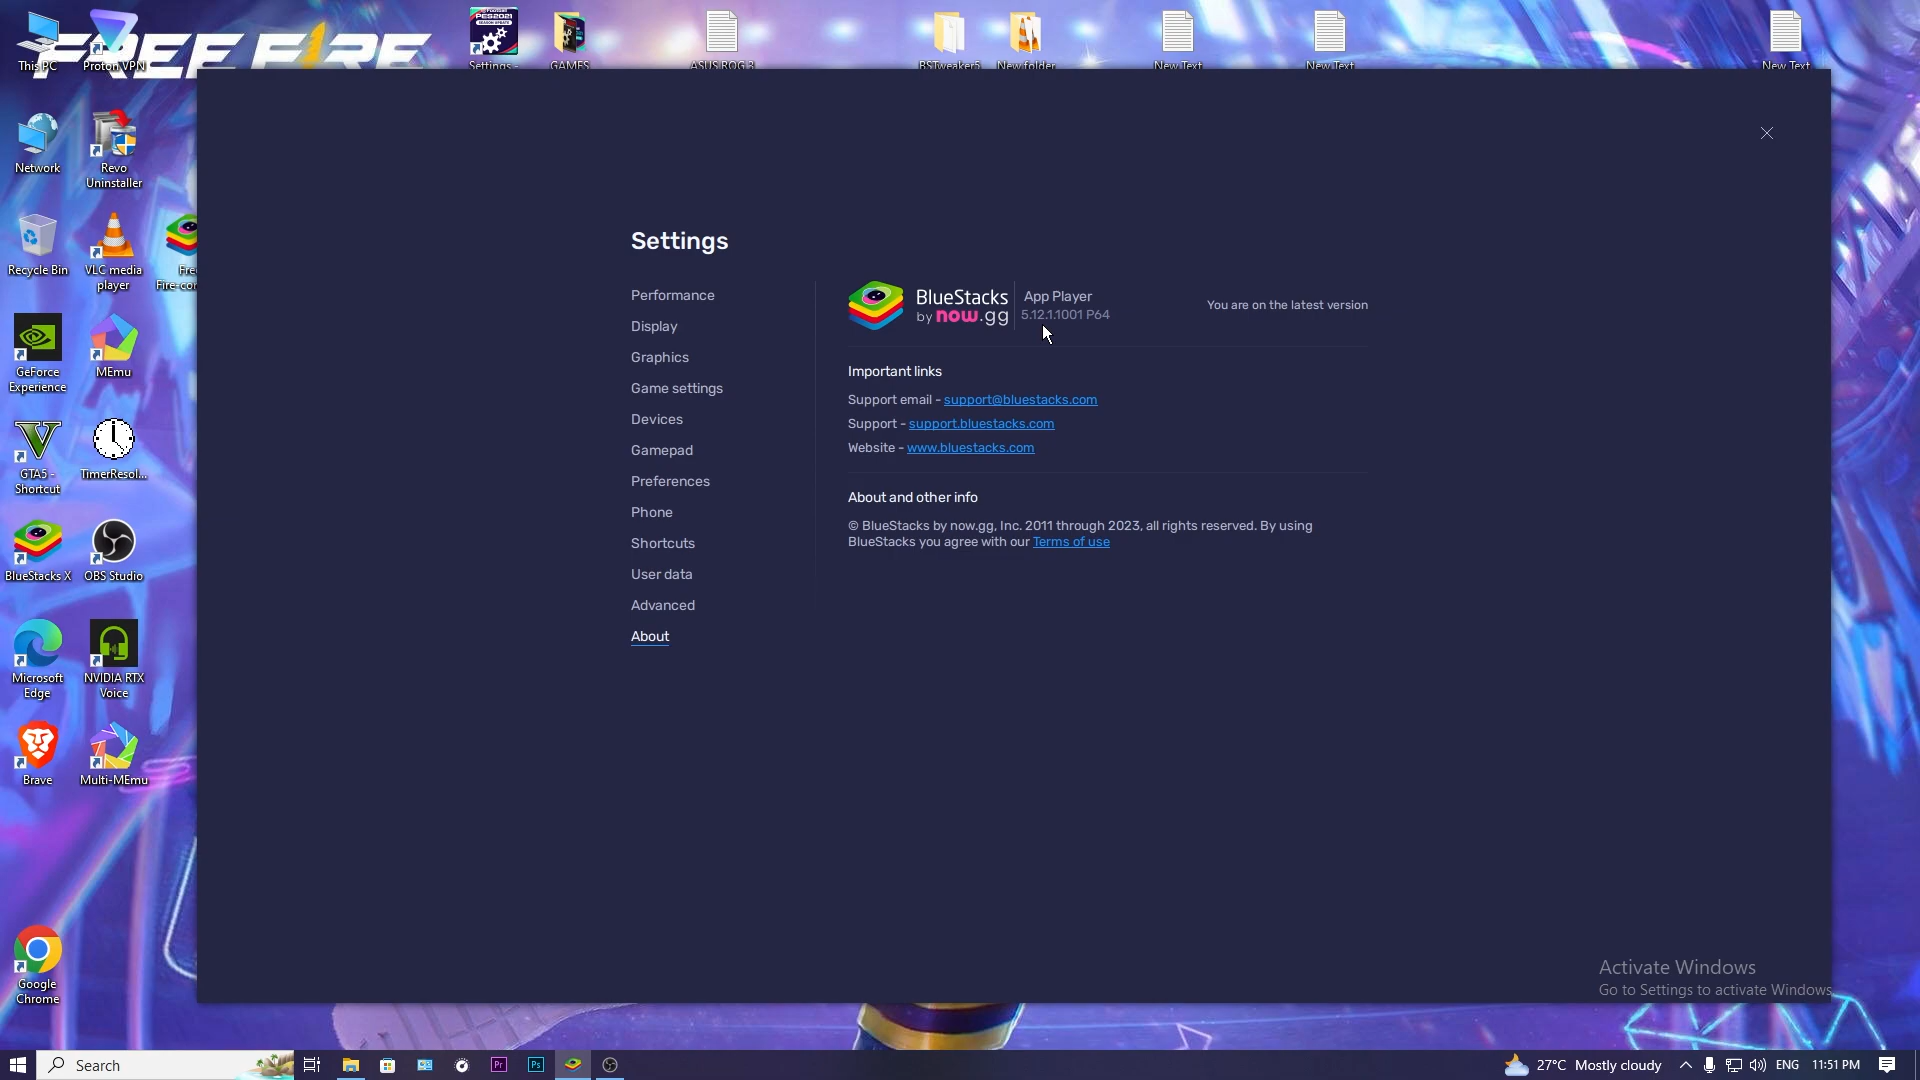 FREE FIRE
This PC
Proton VPN
Settings -
GAMES
ASUS ROG 3
BSTweaker5
New folder
New Text
New Text
New Text
Network
Revo
Uninstaller
Recycle Bin
VLC media
player
Fre
Fire-cor
GeForce
Experience
MEmu
GTA5 -
Shortcut
TimerResol...
BlueStacks X
OBS Studio
Microsoft
Edge
NVIDIA RTX
Voice
Brave
Multi-MEmu
Google
Chrome
Settings
Performance
Display
Graphics
Game settings
Devices
Gamepad
Preferences
Phone
Shortcuts
User data
Advanced
About
BlueStacks
by now.gg
App Player
5.12.1.1001 P64
You are on the latest version
Important links
Support email - support@bluestacks.com
Support - support.bluestacks.com
Website - www.bluestacks.com
About and other info
© BlueStacks by now.gg, Inc. 2011 through 2023, all rights reserved. By using
BlueStacks you agree with our Terms of use
Activate Windows
Go to Settings to activate Windows.
Search
Pr
Ps
27°C Mostly cloudy
ENG
11:51 PM